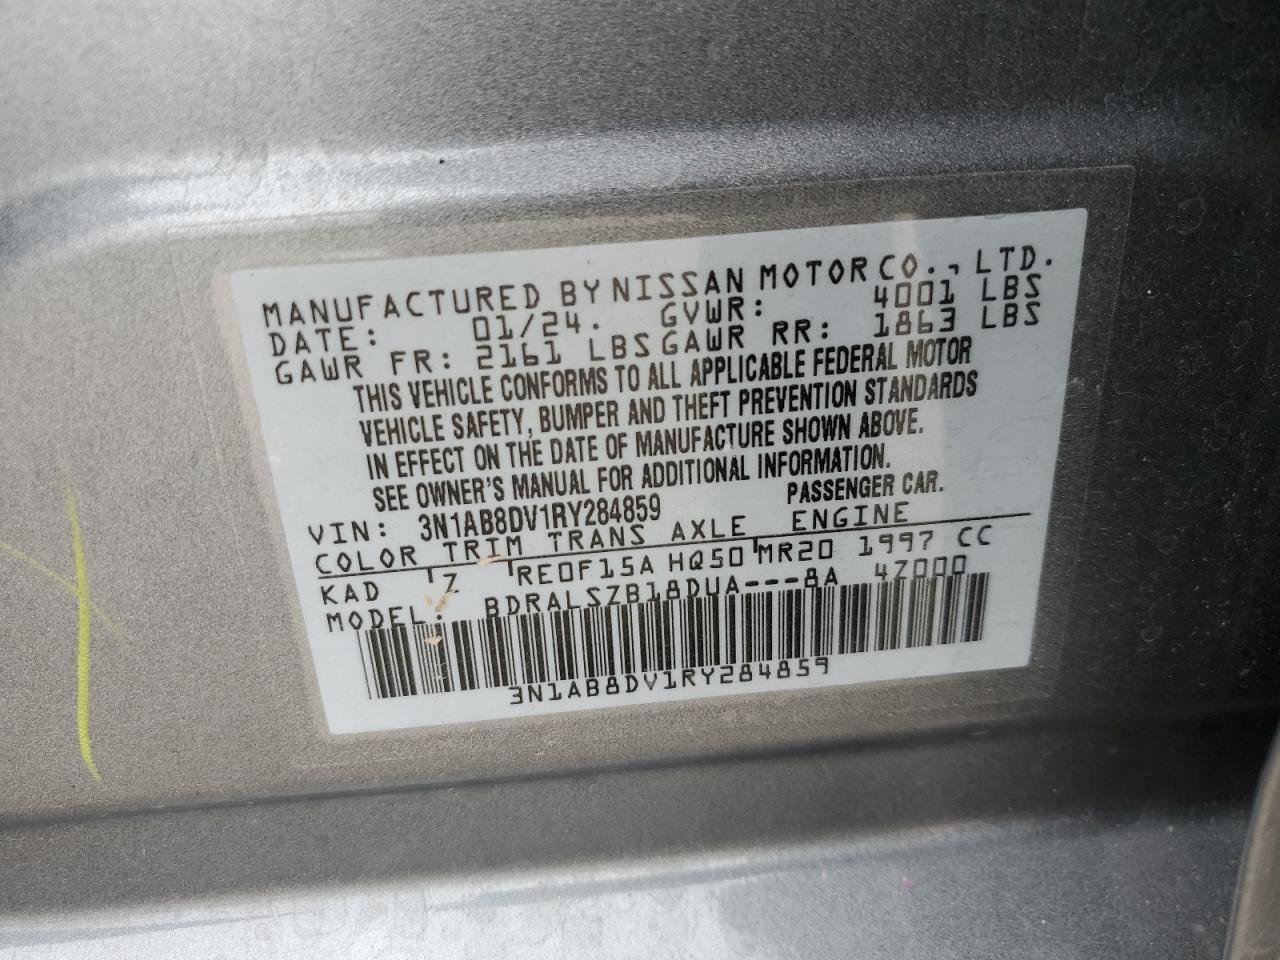 MANUFACTURED BY NISSAN MOTOR CO., LTD.
DATE: 01/24. GVWR: 4001 LBS
GAWR FR: 2161 LBS GAWR RR: 1863 LBS
THIS VEHICLE CONFORMS TO ALL APPLICABLE FEDERAL MOTOR
VEHICLE SAFETY, BUMPER AND THEFT PREVENTION STANDARDS
IN EFFECT ON THE DATE OF MANUFACTURE SHOWN ABOVE.
SEE OWNER'S MANUAL FOR ADDITIONAL INFORMATION.
VIN: 3N1AB8DV1RY284859 PASSENGER CAR.
COLOR TRIM TRANS AXLE ENGINE
KAD Z RE0F15A HQ50 MR20 1997 CC
MODEL: BDRALSZB18DUA---8A 4Z000
3N1AB8DV1RY284859